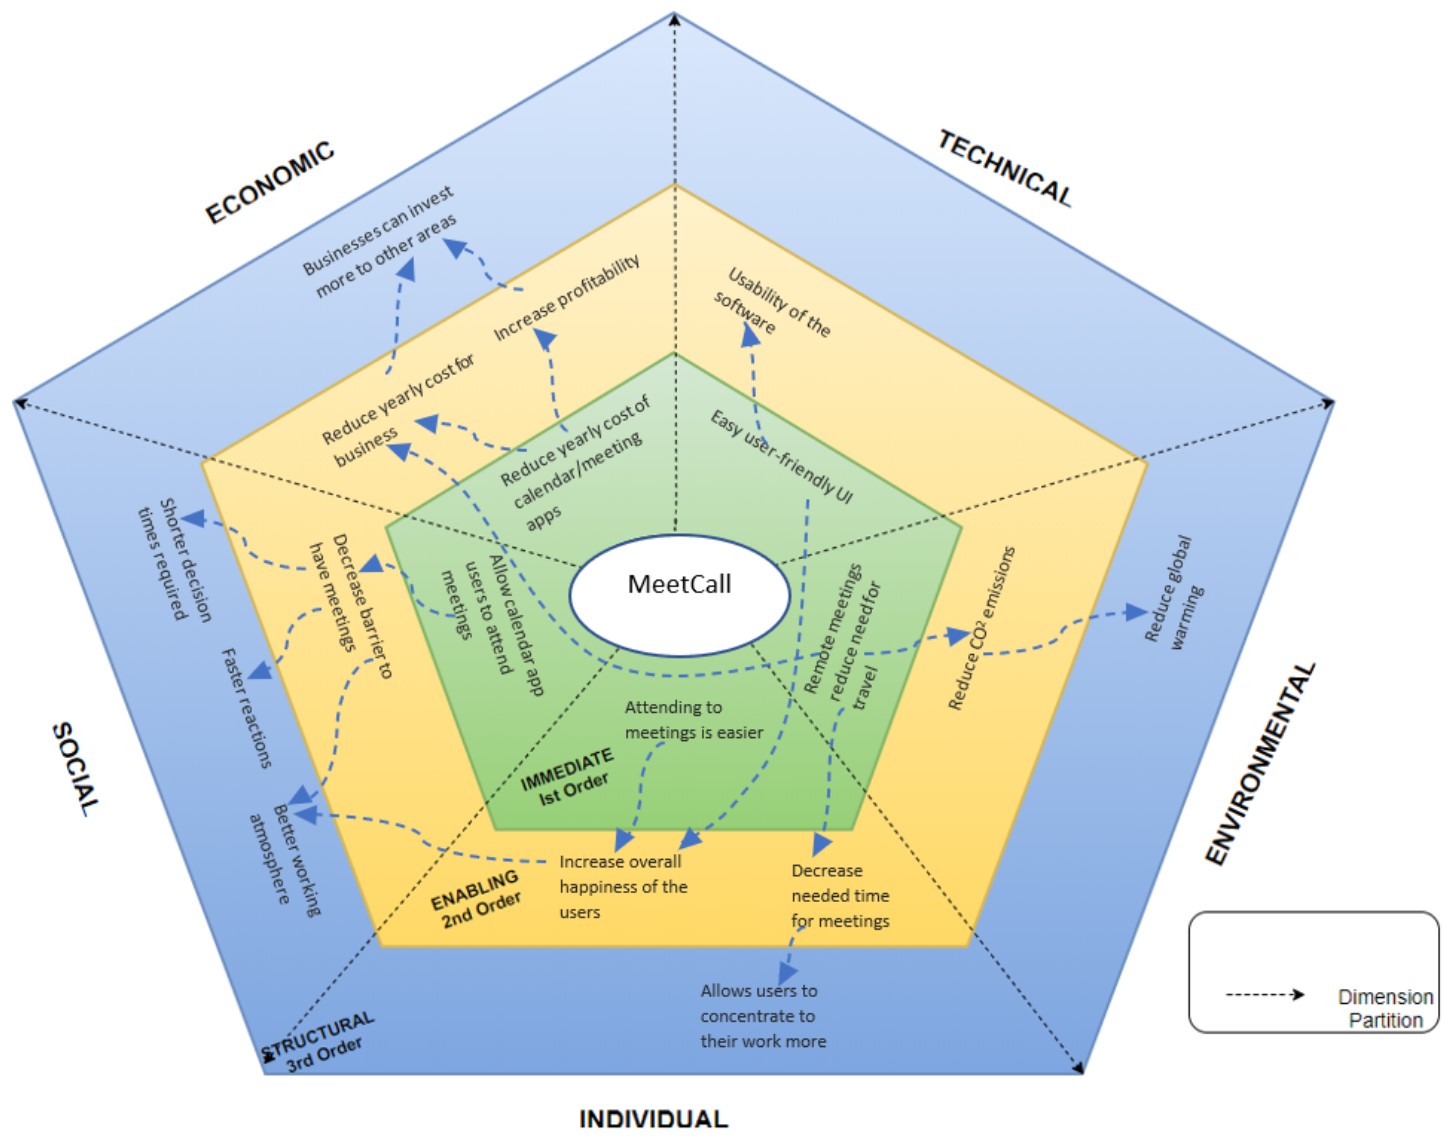 ECONOMIC
TECHNICAL
Businesses can invest
more to other areas
Increase profitability
Usability of the
software
Reduce yearly cost for
business
Reduce yearly cost of
calendar/meeting
apps
Easy user-friendly UI
Shorter decision
times required
Decrease barrier to
have meetings
Allow calendar app
users to attend
meetings
MeetCall
Remote meetings
reduce need for
travel
Reduce CO² emissions
Reduce global
warming
Faster reactions
Attending to
meetings is easier
SOCIAL
ENVIRONMENTAL
IMMEDIATE
Ist Order
Better working
atmosphere
ENABLING
2nd Order
Increase overall
happiness of the
users
Decrease
needed time
for meetings
Allows users to
concentrate to
their work more
STRUCTURAL
3rd Order
Dimension
Partition
INDIVIDUAL